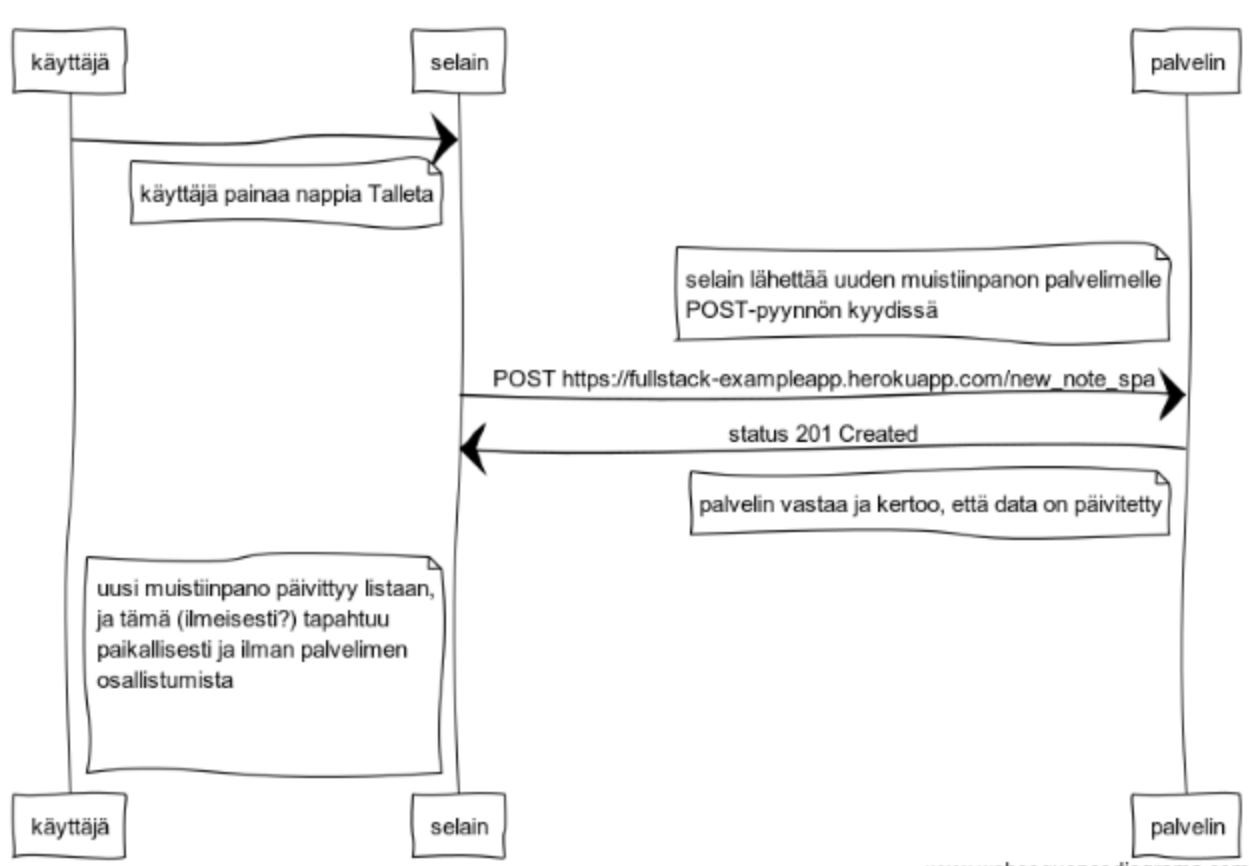 käyttäjä
selain
palvelin
käyttäjä painaa nappia Talleta
selain lähettää uuden muistiinpanon palvelimelle
POST-pyynnön kyydissä
POST https://fullstack-exampleapp.herokuapp.com/new_note_spa
status 201 Created
palvelin vastaa ja kertoo, että data on päivitetty
uusi muistiinpano päivittyy listaan,
ja tämä (ilmeisesti?) tapahtuu
paikallisesti ja ilman palvelimen
osallistumista
käyttäjä
selain
palvelin